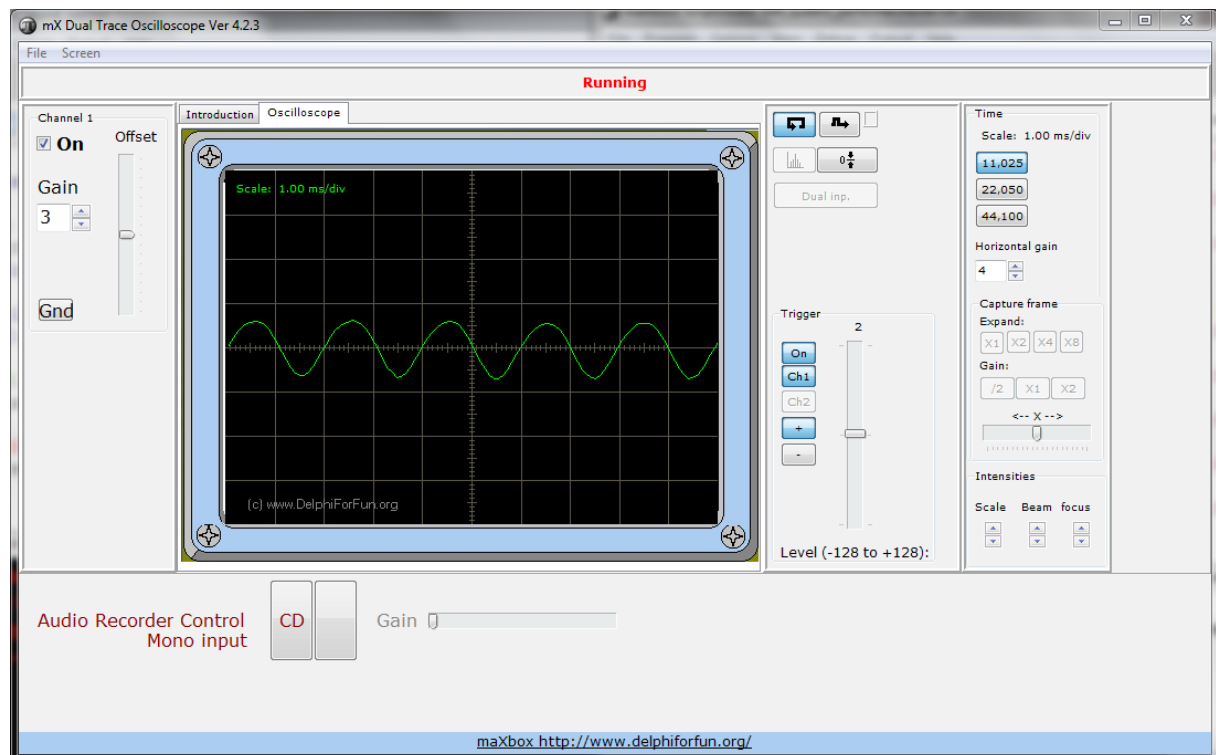 mX Dual Trace Oscilloscope Ver 4.2.3
File Screen
Running
Channel 1
On
Offset
Gain
3
Gnd
Introduction Oscilloscope
Scale: 1.00 ms/div
(c) www.DelphiForFun.org
0
Dual inp.
Trigger
2
On
Ch1
Ch2
+
-
Level (-128 to +128):
Time
Scale: 1.00 ms/div
11,025
22,050
44,100
Horizontal gain
4
Capture frame
Expand:
X1 X2 X4 X8
Gain:
/2 X1 X2
<-- X -->
Intensities
Scale Beam focus
Audio Recorder Control
Mono input
CD
Gain
maXbox http://www.delphiforfun.org/